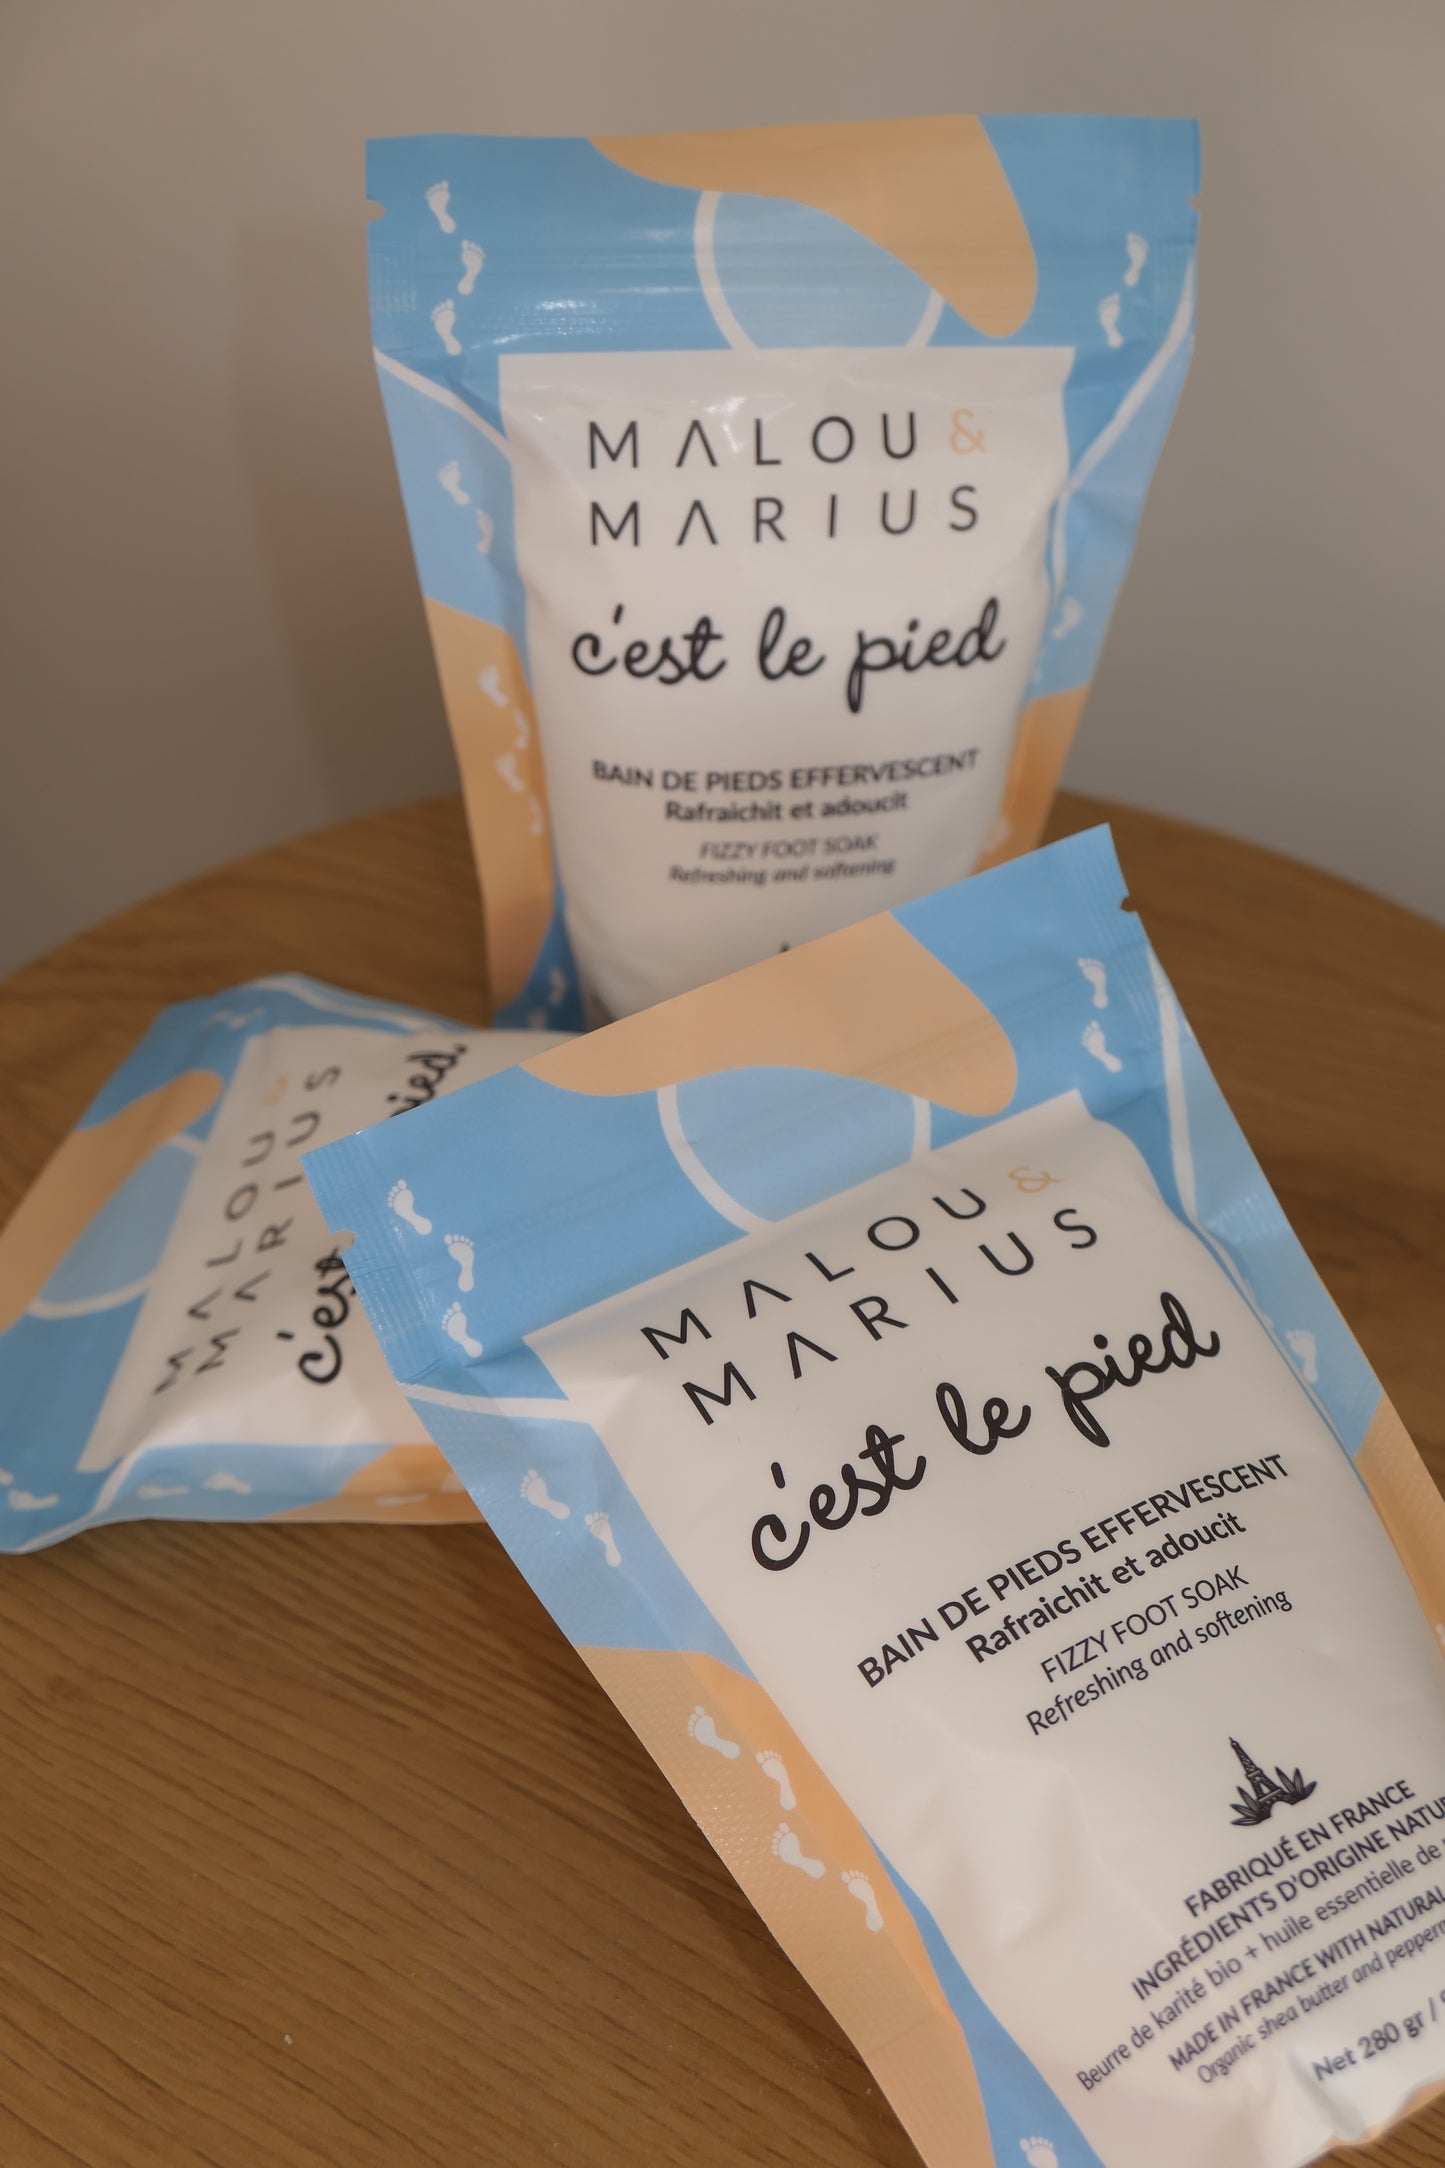 MALOU &
MARIUS
c'est le pied
BAIN DE PIEDS EFFERVESCENT
Rafraichit et adoucit
FIZZY FOOT SOAK
Refreshing and softening
MALOU &
MARIUS
c'est
pied
MALOU &
MARIUS
c'est le pied
BAIN DE PIEDS EFFERVESCENT
Rafraichit et adoucit
FIZZY FOOT SOAK
Refreshing and softening
FABRIQUÉ EN FRANCE
INGRÉDIENTS D'ORIGINE
Beurre de karité bio + huile essentielle de
MADE IN FRANCE WITH NATURAL
Organic shea butter and
Net 280 gr /